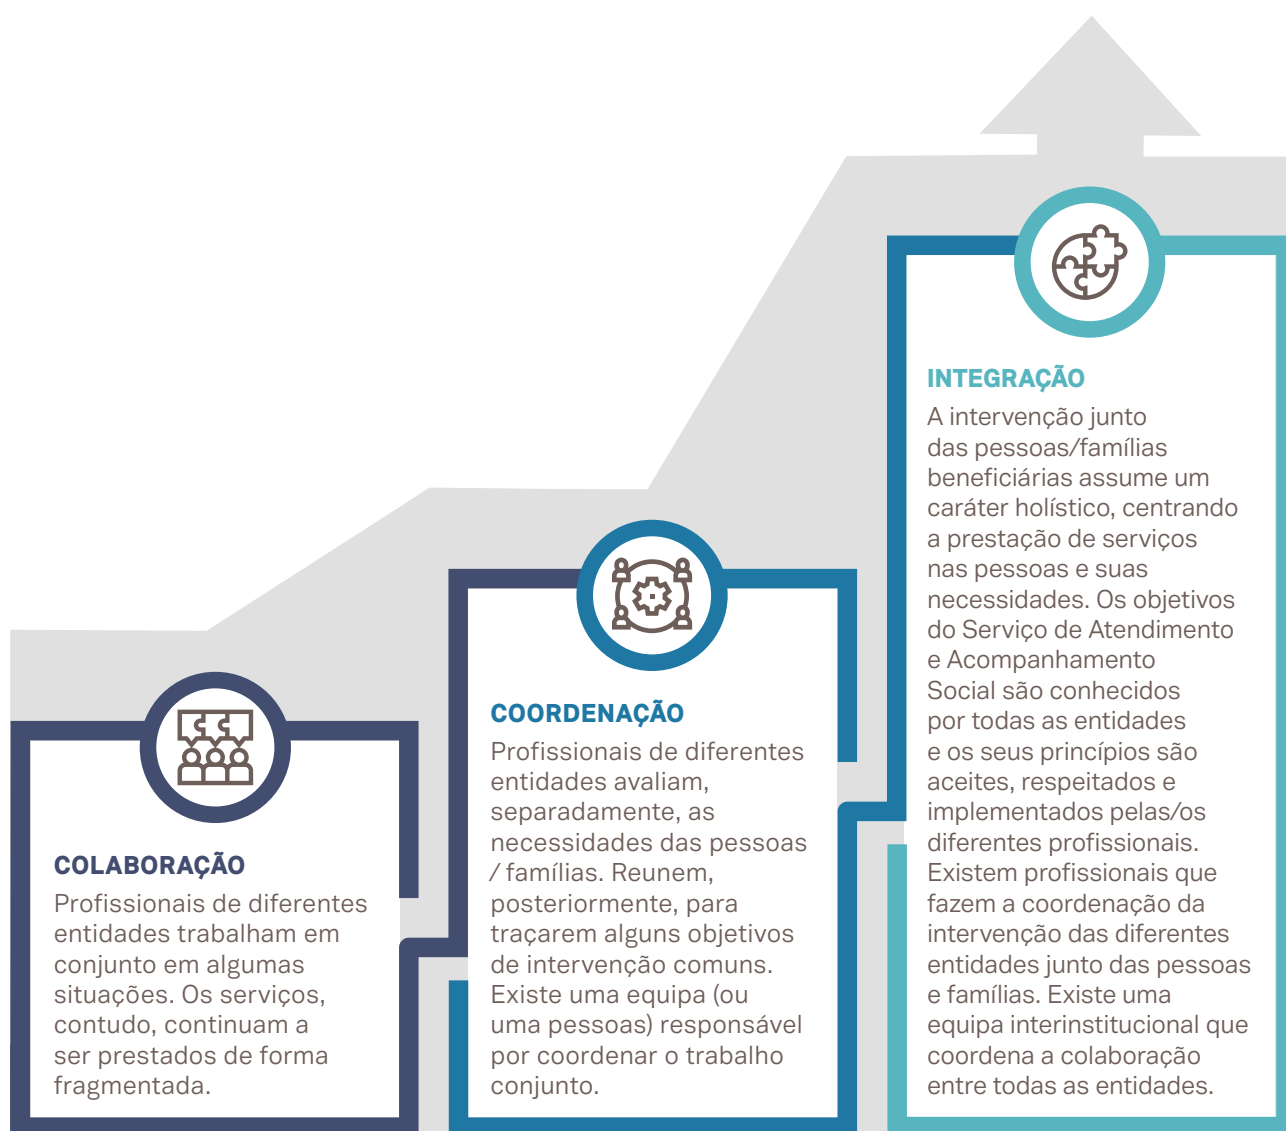 COLABORAÇÃO
Profissionais de diferentes
entidades trabalham em
conjunto em algumas
situações. Os serviços,
contudo, continuam a
ser prestados de forma
fragmentada.
COORDENAÇÃO
Profissionais de diferentes
entidades avaliam,
separadamente, as
necessidades das pessoas
/ famílias. Reunem,
posteriormente, para
traçarem alguns objetivos
de intervenção comuns.
Existe uma equipa (ou
uma pessoas) responsável
por coordenar o trabalho
conjunto.
INTEGRAÇÃO
A intervenção junto
das pessoas/famílias
beneficiárias assume um
caráter holístico, centrando
a prestação de serviços
nas pessoas e suas
necessidades. Os objetivos
do Serviço de Atendimento
e Acompanhamento
Social são conhecidos
por todas as entidades
e os seus princípios são
aceites, respeitados e
implementados pelas/os
diferentes profissionais.
Existem profissionais que
fazem a coordenação da
intervenção das diferentes
entidades junto das pessoas
e famílias. Existe uma
equipa interinstitucional que
coordena a colaboração
entre todas as entidades.